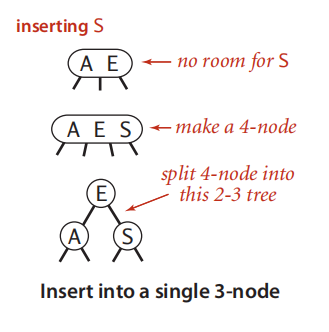 inserting S
A E
no room for S
A E S
make a 4-node
split 4-node into
this 2-3 tree
E
A
S
Insert into a single 3-node